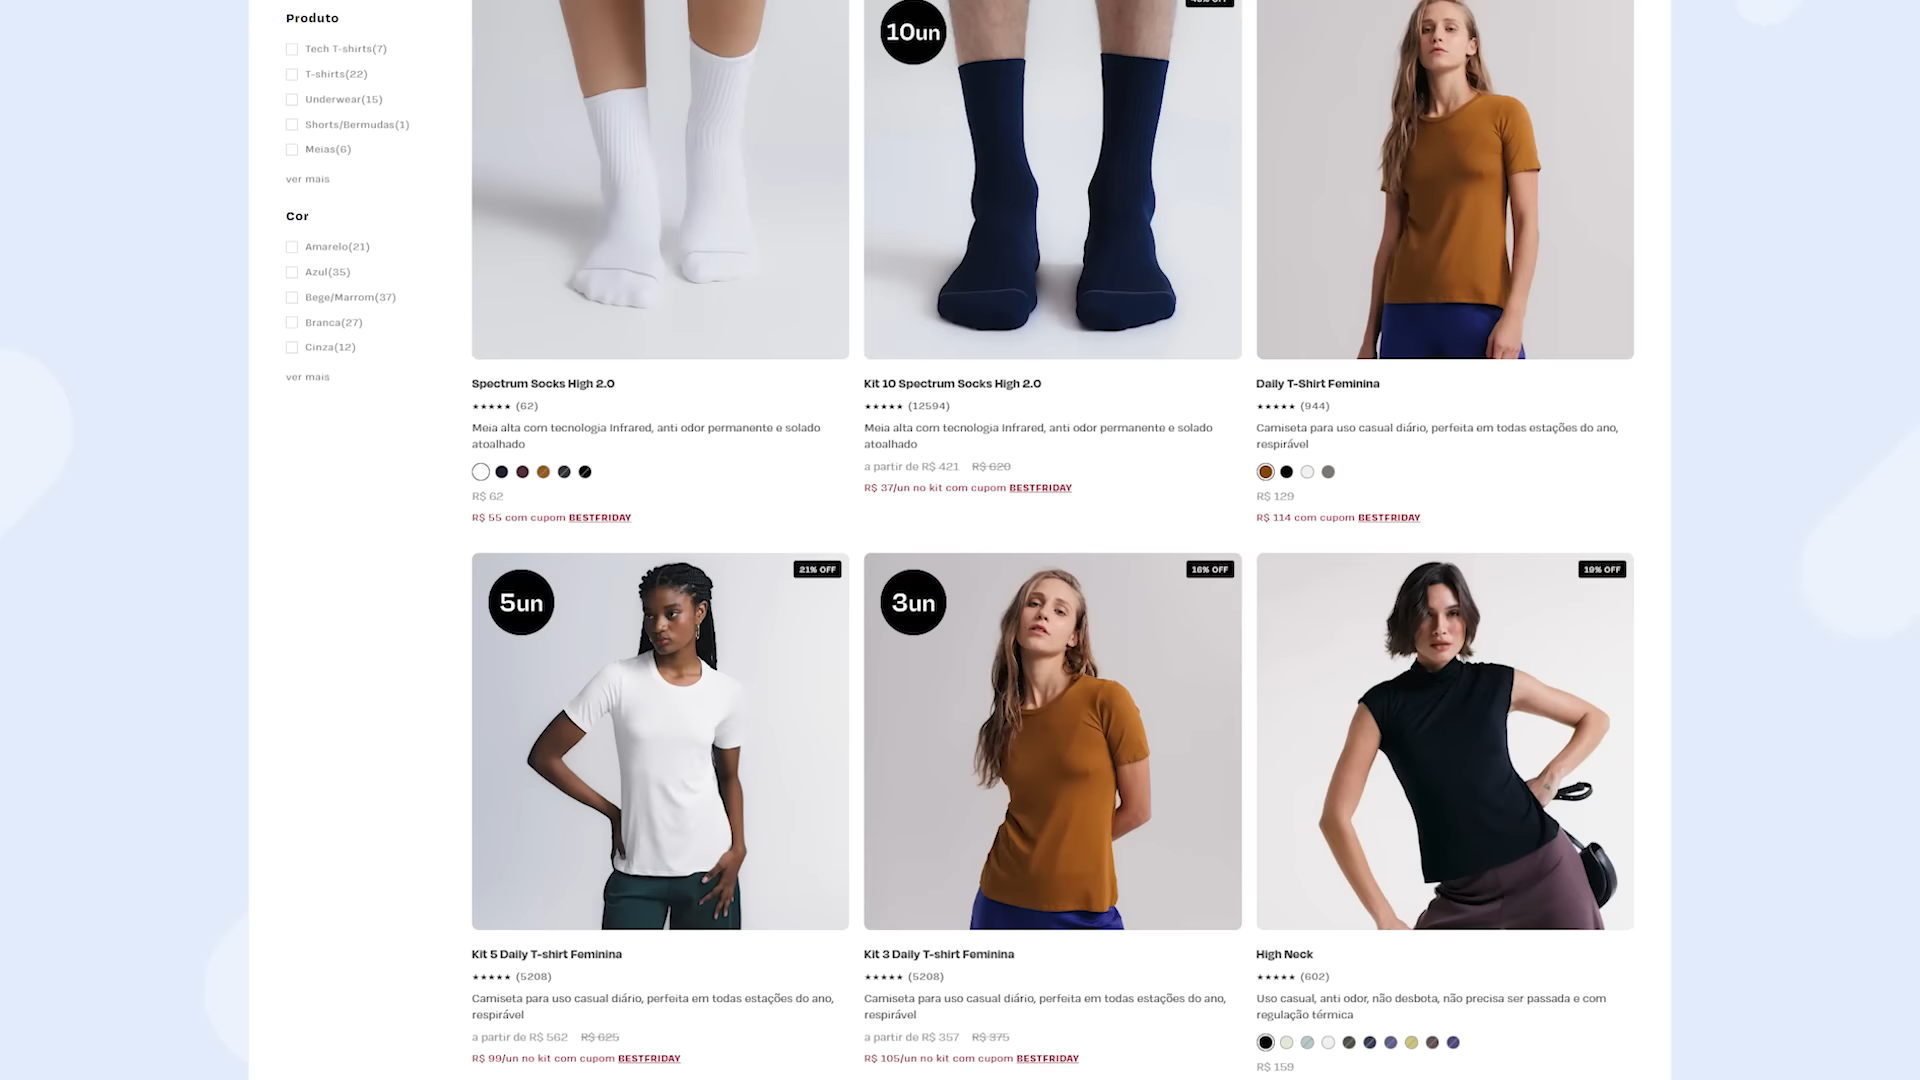 Produto
Tech T-shirts(7)
T-shirts(22)
Underwear(15)
Shorts/Bermudas(1)
Meias(6)
ver mais
Cor
Amarelo(21)
Azul(35)
Bege/Marrom(37)
Branca(27)
Cinza(12)
ver mais
10un
Spectrum Socks High 2.0
★★★★★ (62)
Meia alta com tecnologia Infrared, anti odor permanente e solado
atoalhado
R$ 62
R$ 55 com cupom BESTFRIDAY
Kit 10 Spectrum Socks High 2.0
★★★★★ (12594)
Meia alta com tecnologia Infrared, anti odor permanente e solado
atoalhado
a partir de R$ 421 R$ 620
R$ 37/un no kit com cupom BESTFRIDAY
Daily T-Shirt Feminina
★★★★★ (944)
Camiseta para uso casual diário, perfeita em todas estações do ano,
respirável
R$ 129
R$ 114 com cupom BESTFRIDAY
5un
21% OFF
3un
16% OFF
19% OFF
Kit 5 Daily T-shirt Feminina
★★★★★ (5208)
Camiseta para uso casual diário, perfeita em todas estações do ano,
respirável
a partir de R$ 562 R$ 625
R$ 99/un no kit com cupom BESTFRIDAY
Kit 3 Daily T-shirt Feminina
★★★★★ (5208)
Camiseta para uso casual diário, perfeita em todas estações do ano,
respirável
a partir de R$ 357 R$ 375
R$ 105/un no kit com cupom BESTFRIDAY
High Neck
★★★★★ (602)
Uso casual, anti odor, não desbota, não precisa ser passada e com
regulação térmica
R$ 159